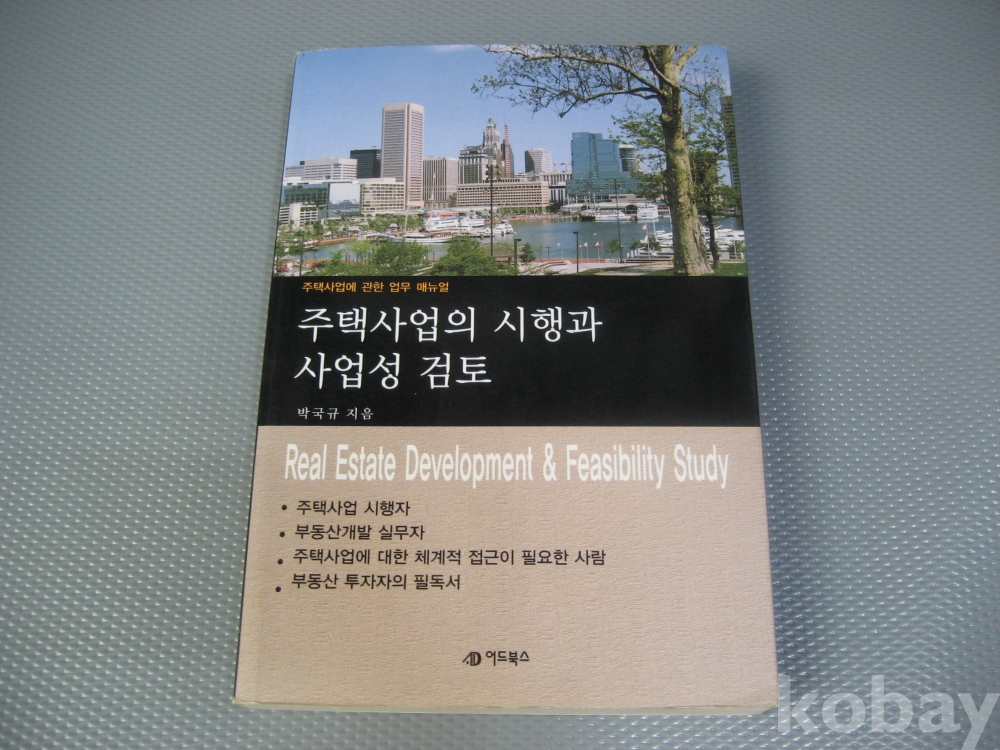 주택사업에 관한 업무 매뉴얼
주택사업의 시행과
사업성 검토
박국규 지음
Real Estate Development & Feasibility Study
• 주택사업 시행자
• 부동산개발 실무자
• 주택사업에 대한 체계적 접근이 필요한 사람
• 부동산 투자자의 필독서
AD 어드북스
kobay